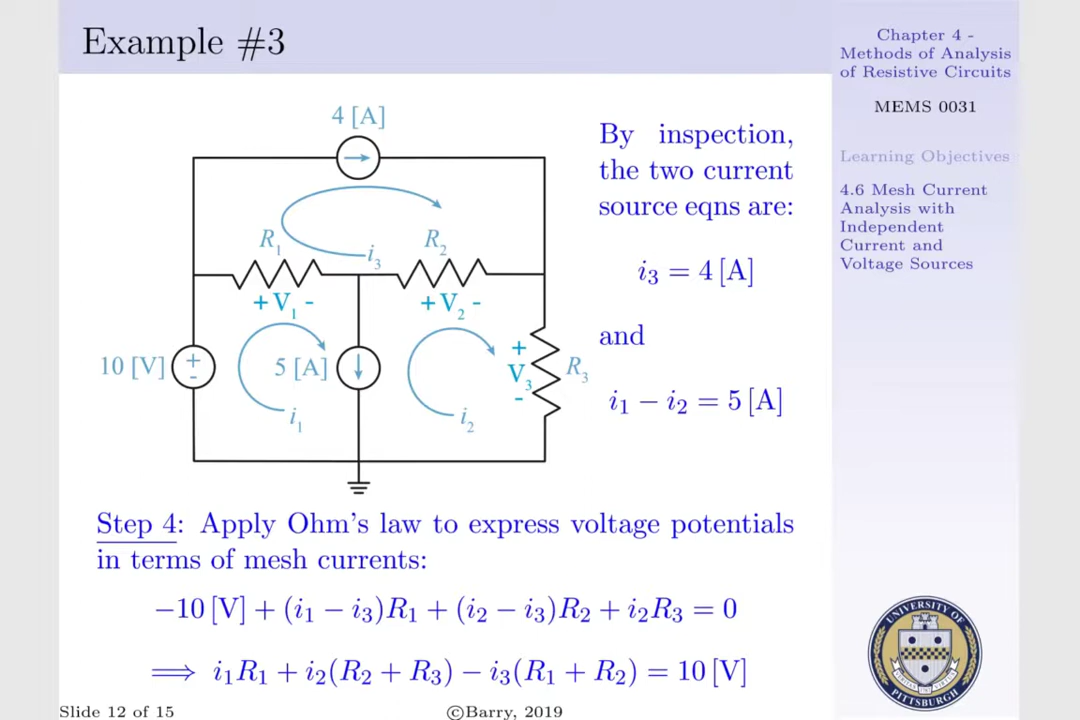 Example #3
Chapter 4 -
Methods of Analysis
of Resistive Circuits
MEMS 0031
Learning Objectives
4.6 Mesh Current
Analysis with
Independent
Current and
Voltage Sources
4 [A]
R₁
R₂
i₃
+ V₁ -
+ V₂ -
10 [V]
+
-
5 [A]
+
V₃
-
R₃
i₁
i₂
By inspection,
the two current
source eqns are:
i₃ = 4 [A]
and
i₁ − i₂ = 5 [A]
Step 4: Apply Ohm's law to express voltage potentials
in terms of mesh currents:
−10 [V] + (i₁ − i₃)R₁ + (i₂ − i₃)R₂ + i₂R₃ = 0
⟹ i₁R₁ + i₂(R₂ + R₃) − i₃(R₁ + R₂) = 10 [V]
UNIVERSITY OF
PITTSBURGH
Slide 12 of 15
©Barry, 2019